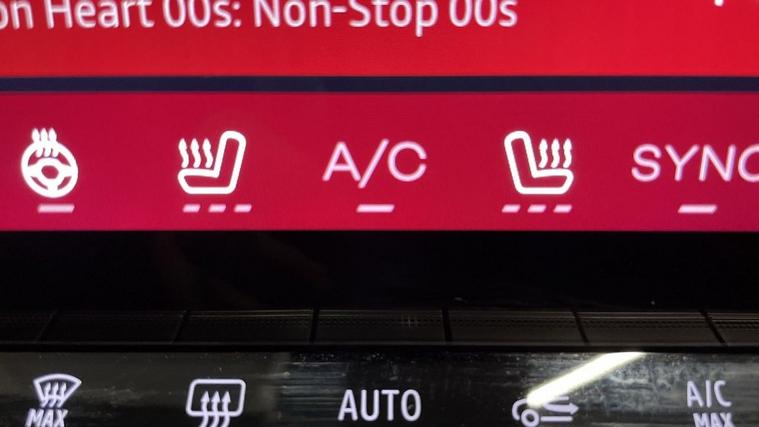 on Heart 00s: Non-Stop 00s
A/C
SYNC
MAX
AUTO
A/C
MAX